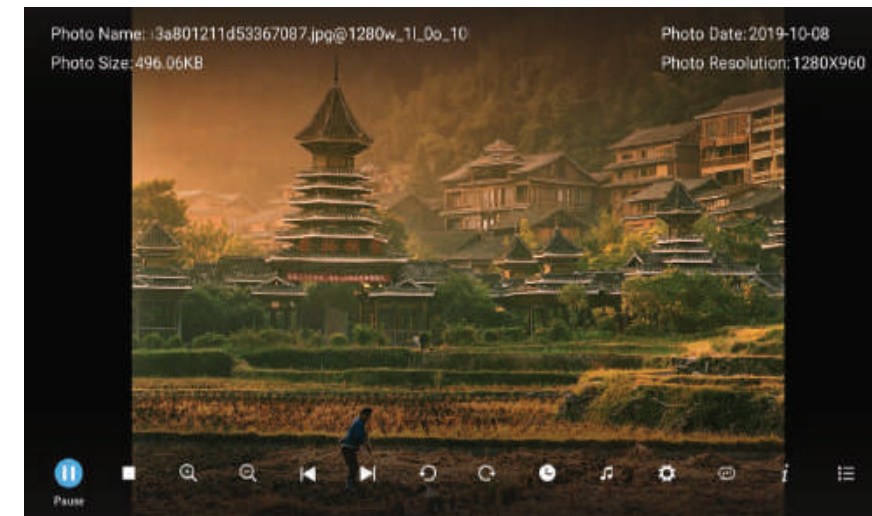 Photo Name: 3a801211d53367087.jpg@1280w_1l_0o_10
Photo Date: 2019-10-08
Photo Size: 496.06KB
Photo Resolution: 1280X960
Pause